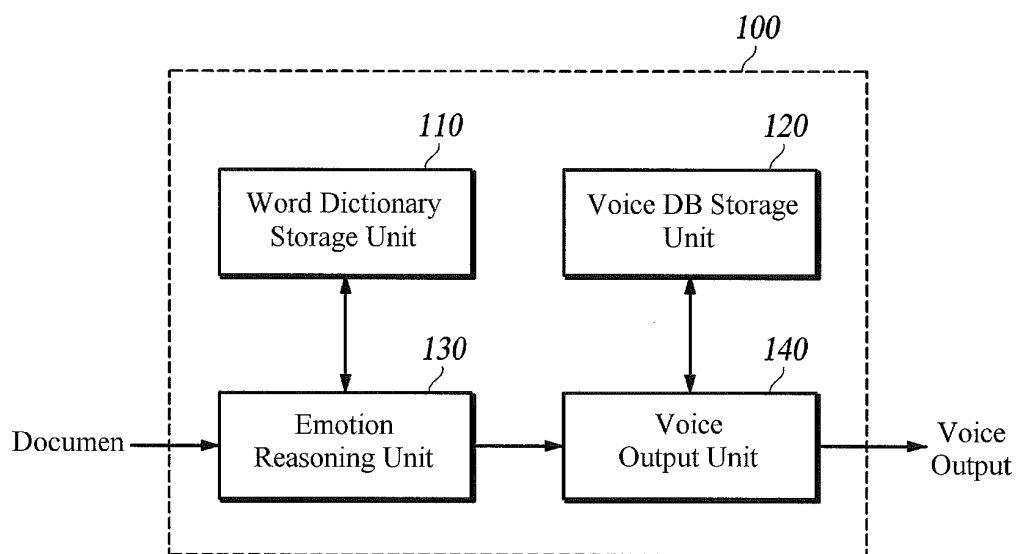 100
110
120
Word Dictionary
Storage Unit
Voice DB Storage
Unit
130
140
Documen
Emotion
Reasoning Unit
Voice
Output Unit
Voice
Output